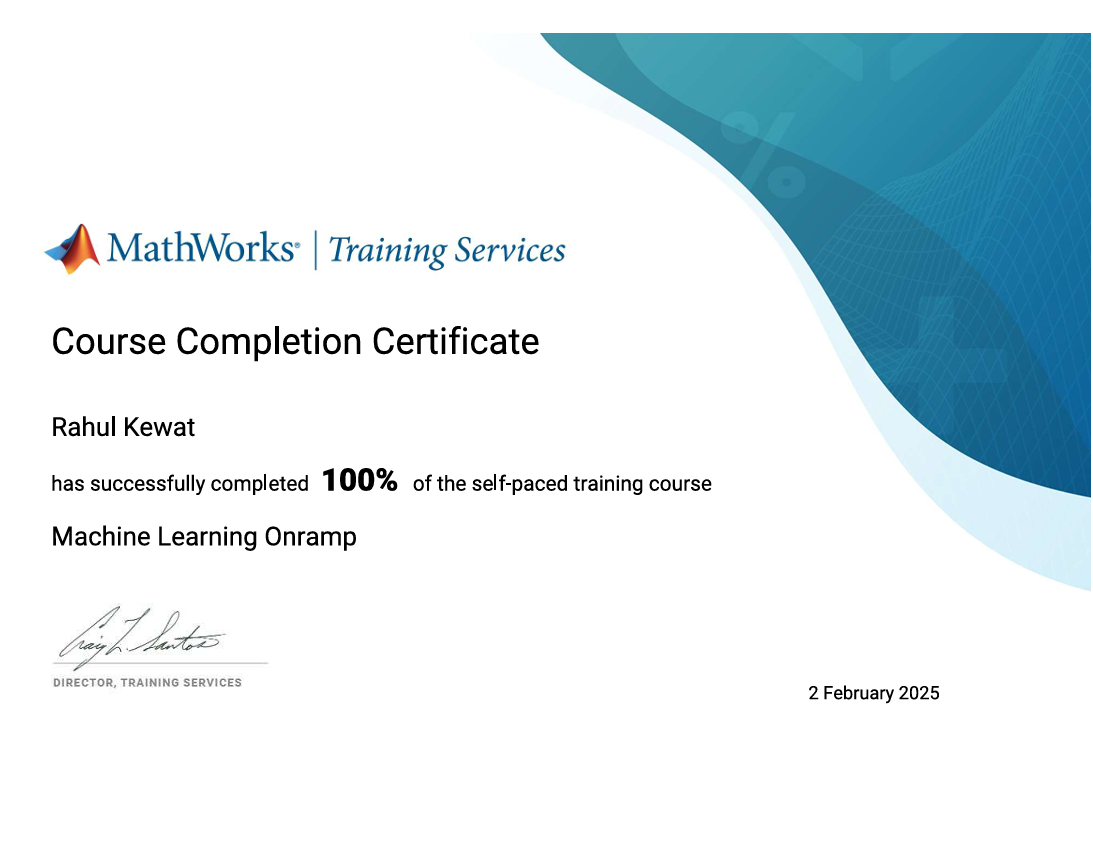 MathWorks® | Training Services
Course Completion Certificate
Rahul Kewat
has successfully completed 100% of the self-paced training course
Machine Learning Onramp
Craig L. Santos
DIRECTOR, TRAINING SERVICES
2 February 2025